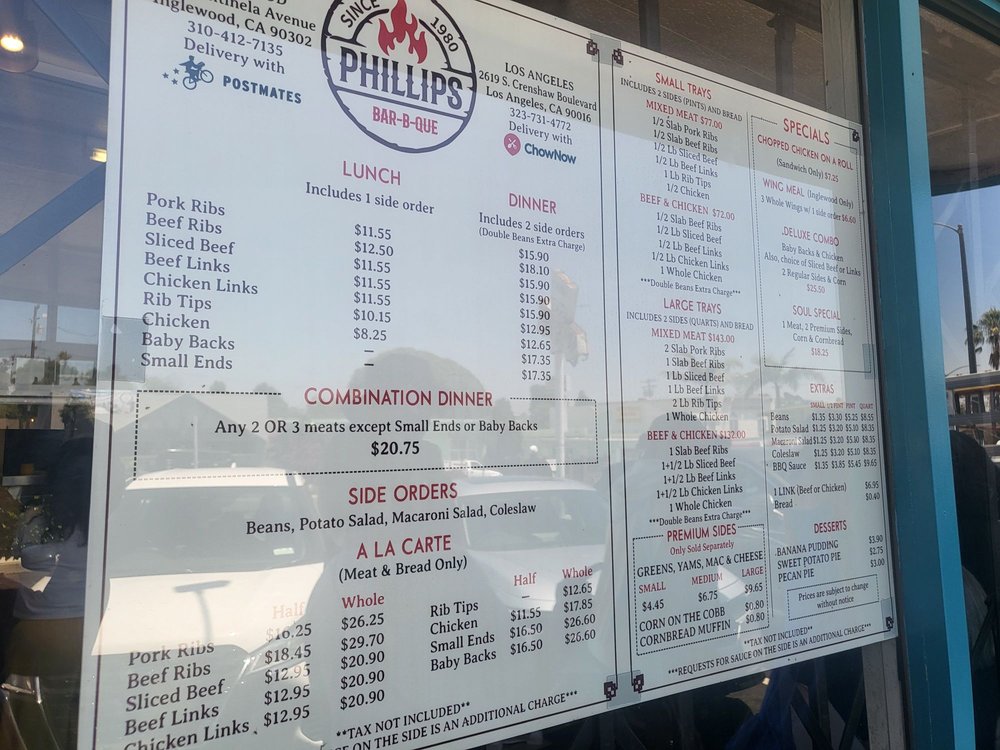 ntinela Avenue
Inglewood, CA 90302
310-412-7135
Delivery with
POSTMATES
SINCE 1980
PHILLIPS
BAR-B-QUE
LOS ANGELES
2619 S. Crenshaw Boulevard
Los Angeles, CA 90016
323-731-4772
Delivery with
ChowNow
LUNCH
Includes 1 side order
DINNER
Includes 2 side orders
(Double Beans Extra Charge)
Pork Ribs $11.55 $15.90
Beef Ribs $12.50 $18.10
Sliced Beef $11.55 $15.90
Beef Links $11.55 $15.90
Chicken Links $11.55 $15.90
Rib Tips $10.15 $12.95
Chicken $8.25 $12.65
Baby Backs – $17.35
Small Ends – $17.35
COMBINATION DINNER
Any 2 OR 3 meats except Small Ends or Baby Backs
$20.75
SIDE ORDERS
Beans, Potato Salad, Macaroni Salad, Coleslaw
A LA CARTE
(Meat & Bread Only)
Half Whole
Pork Ribs $16.25 $26.25
Beef Ribs $18.45 $29.70
Sliced Beef $12.95 $20.90
Beef Links $12.95 $20.90
Chicken Links $12.95 $20.90
Half Whole
Rib Tips – $12.65
Chicken $11.55 $17.85
Small Ends $16.50 $26.60
Baby Backs $16.50 $26.60
**TAX NOT INCLUDED**
SE ON THE SIDE IS AN ADDITIONAL CHARGE***
SMALL TRAYS
INCLUDES 2 SIDES (PINTS) AND BREAD
MIXED MEAT $77.00
1/2 Slab Pork Ribs
1/2 Slab Beef Ribs
1/2 Lb Sliced Beef
1/2 Lb Beef Links
1 Lb Rib Tips
1/2 Chicken
BEEF & CHICKEN $72.00
1/2 Slab Beef Ribs
1/2 Lb Sliced Beef
1/2 Lb Beef Links
1/2 Lb Chicken Links
1 Whole Chicken
***Double Beans Extra Charge***
LARGE TRAYS
INCLUDES 2 SIDES (QUARTS) AND BREAD
MIXED MEAT $143.00
2 Slab Pork Ribs
1 Slab Beef Ribs
1 Lb Sliced Beef
1 Lb Beef Links
2 Lb Rib Tips
1 Whole Chicken
BEEF & CHICKEN $132.00
1 Slab Beef Ribs
1+1/2 Lb Sliced Beef
1+1/2 Lb Beef Links
1+1/2 Lb Chicken Links
1 Whole Chicken
***Double Beans Extra Charge***
PREMIUM SIDES
Only Sold Separately
GREENS, YAMS, MAC & CHEESE
SMALL MEDIUM LARGE
$4.45 $6.75 $9.65
CORN ON THE COBB $0.80
CORNBREAD MUFFIN $0.80
SPECIALS
CHOPPED CHICKEN ON A ROLL
(Sandwich Only) $7.25
WING MEAL (Inglewood Only)
3 Whole Wings w/ 1 side order $6.60
DELUXE COMBO
Baby Backs & Chicken
Also, choice of Sliced Beef or Links
2 Regular Sides & Corn
$25.50
SOUL SPECIAL
1 Meat, 2 Premium Sides,
Corn & Cornbread
$18.25
EXTRAS
SMALL 1/2 PINT PINT QUART
Beans $1.35 $3.30 $5.25 $8.55
Potato Salad $1.25 $3.20 $5.10 $8.35
Macaroni Salad $1.25 $3.20 $5.10 $8.35
Coleslaw $1.25 $3.20 $5.10 $8.35
BBQ Sauce $1.35 $3.85 $5.45 $9.65
1 LINK (Beef or Chicken) $6.95
Bread $0.40
DESSERTS
BANANA PUDDING $3.90
SWEET POTATO PIE $2.75
PECAN PIE $3.00
Prices are subject to change
without notice
**TAX NOT INCLUDED**
***REQUESTS FOR SAUCE ON THE SIDE IS AN ADDITIONAL CHARGE***